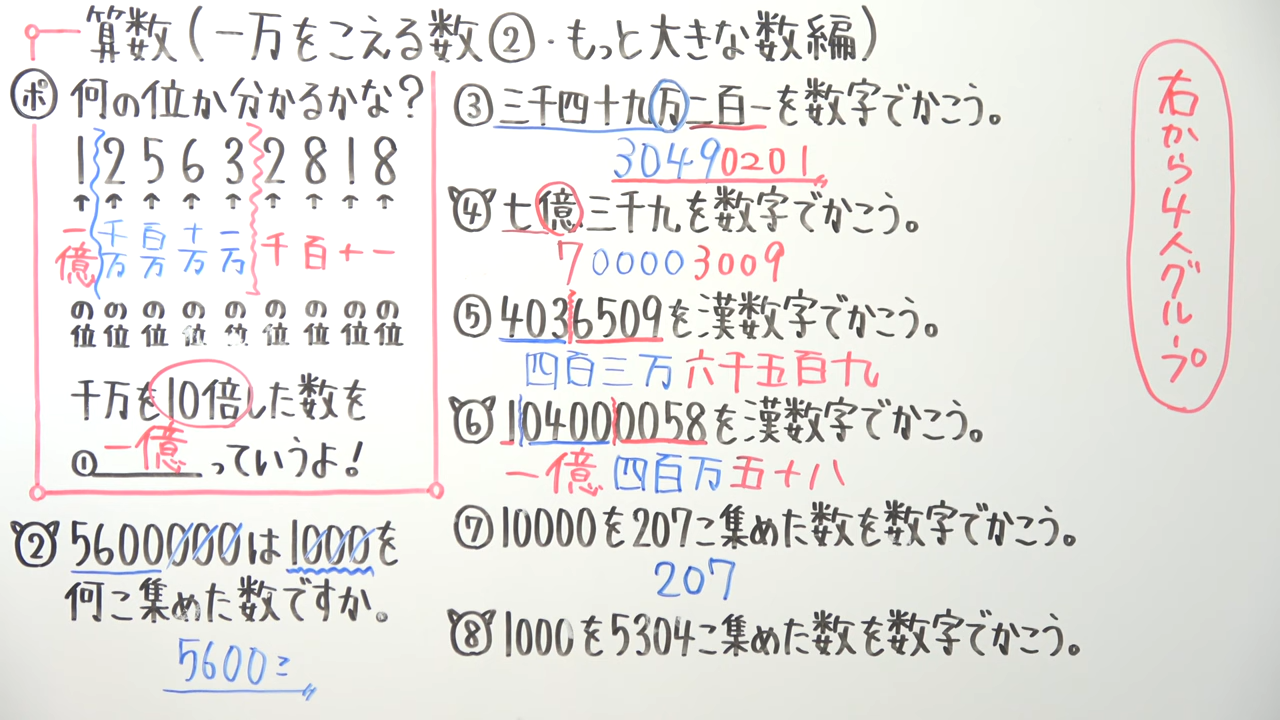 算数(一万をこえる数②・もっと大きな数編)
ポ 何の位か分かるかな?
125632818
↑ ↑ ↑ ↑ ↑ ↑ ↑ ↑ ↑
一億 千万 百万 十万 一万 千 百 十 一
の位 の位 の位 の位 の位 の位 の位 の位 の位
千万を10倍した数を
①一億っていうよ!
②5600000は1000を
何こ集めた数ですか。
5600こ
③三千四十九万二百一を数字でかこう。
30490201
④七億三千九を数字でかこう。
700003009
⑤4036509を漢数字でかこう。
四百三万六千五百九
⑥104000058を漢数字でかこう。
一億四百万五十八
⑦10000を207こ集めた数を数字でかこう。
207
⑧1000を5304こ集めた数を数字でかこう。
右から4人グループ